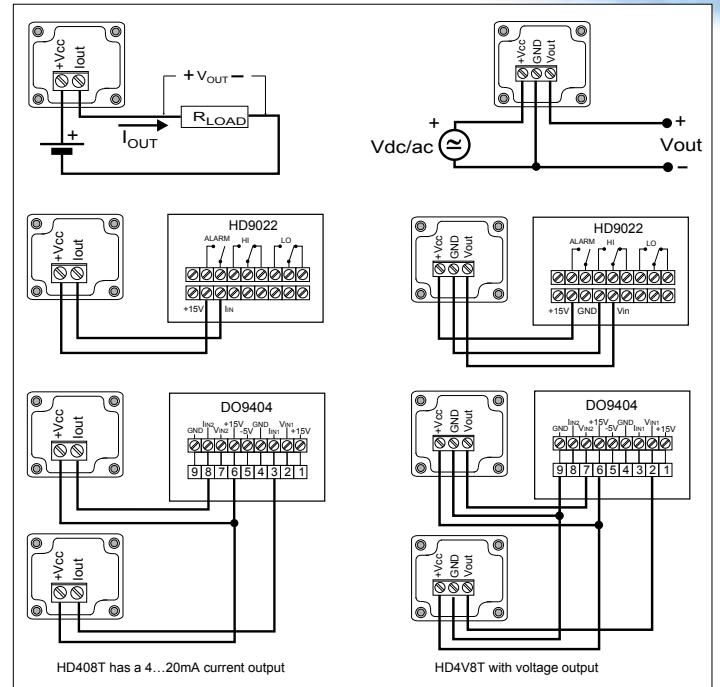 +Vcc
Iout
+ VOUT −
RLOAD
IOUT
+
+Vcc
GND
Vout
+
Vdc/ac
+
Vout
−
+Vcc
Iout
HD9022
ALARM HI LO
+15V IIN
+Vcc
GND
Vout
HD9022
ALARM HI LO
+15V GND Vin
+Vcc
Iout
DO9404
GND IIN2 VIN2 +15V -5V GND IIN1 VIN1 +15V
9 8 7 6 5 4 3 2 1
+Vcc
Iout
HD408T has a 4...20mA current output
+Vcc
GND
Vout
DO9404
GND IIN2 VIN2 +15V -5V GND IIN1 VIN1 +15V
9 8 7 6 5 4 3 2 1
+Vcc
GND
Vout
HD4V8T with voltage output